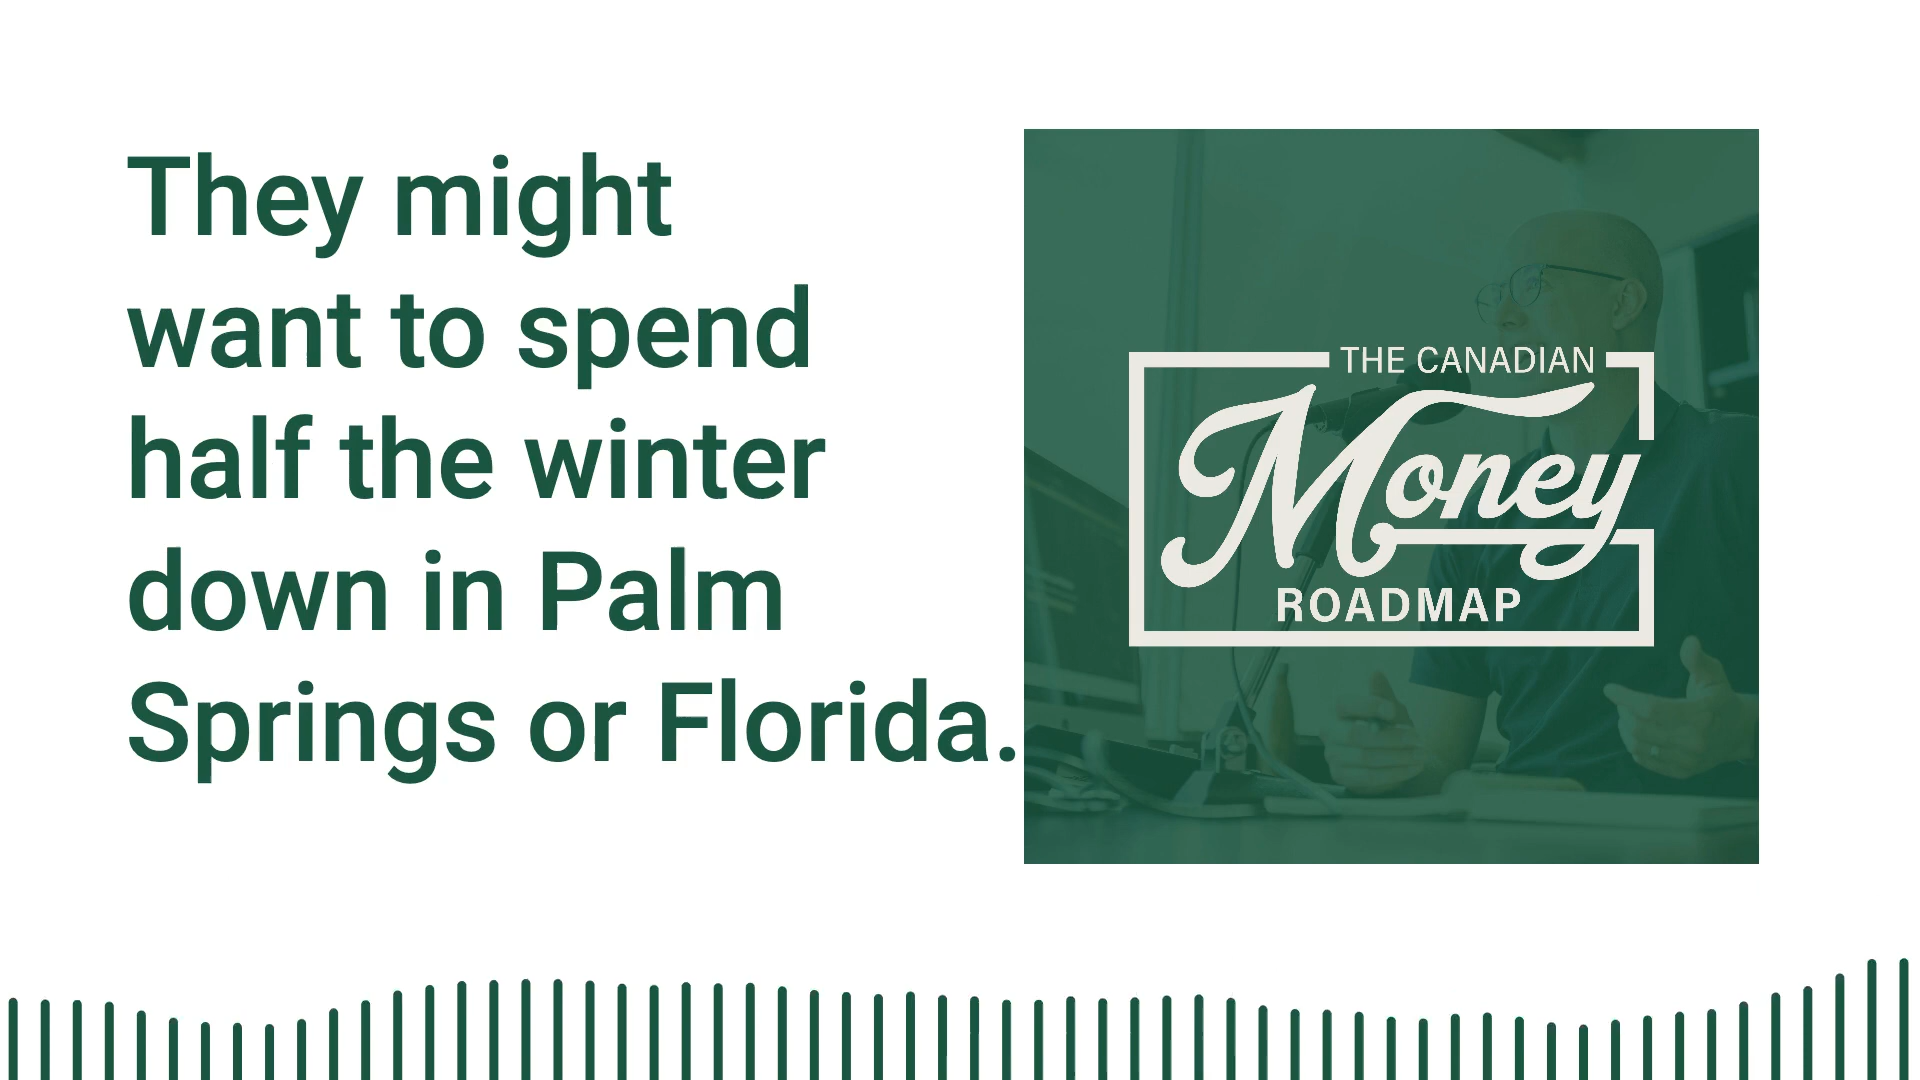 They might
want to spend
half the winter
down in Palm
Springs or Florida.
THE CANADIAN
Money
ROADMAP